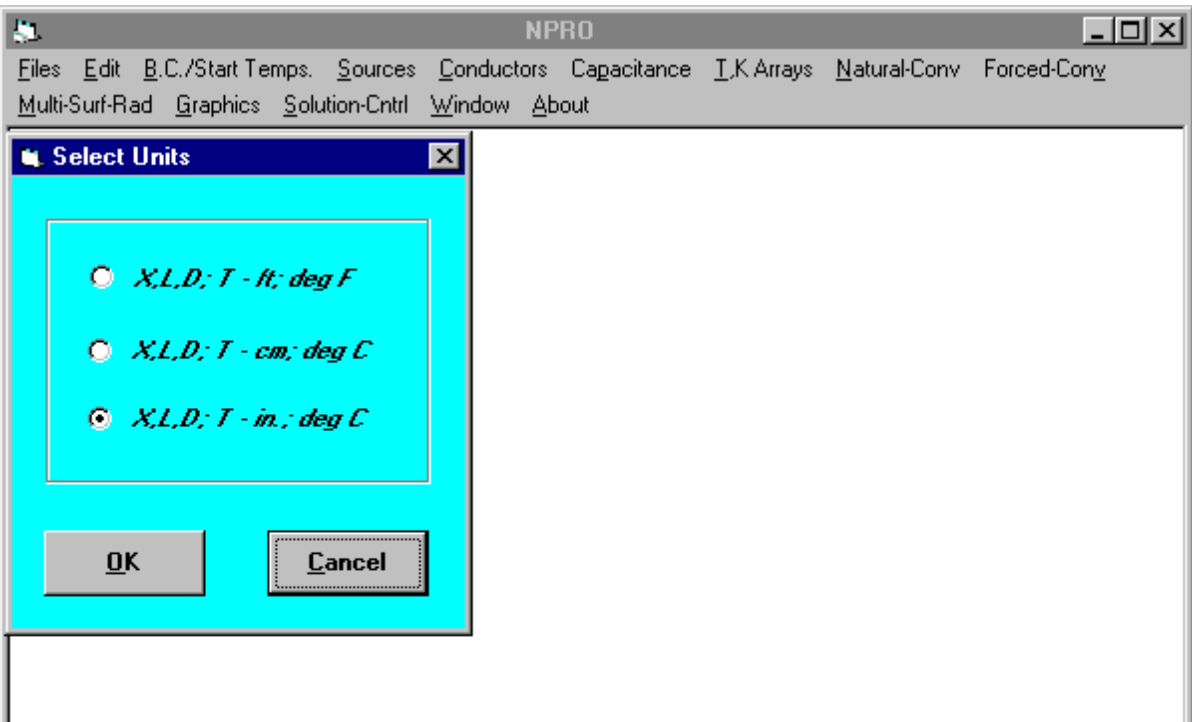 NPRO
Files Edit B.C./Start Temps. Sources Conductors Capacitance T,K Arrays Natural-Conv Forced-Conv
Multi-Surf-Rad Graphics Solution-Cntrl Window About
Select Units
X,L,D; T - ft; deg F
X,L,D; T - cm; deg C
X,L,D; T - in.; deg C
OK Cancel